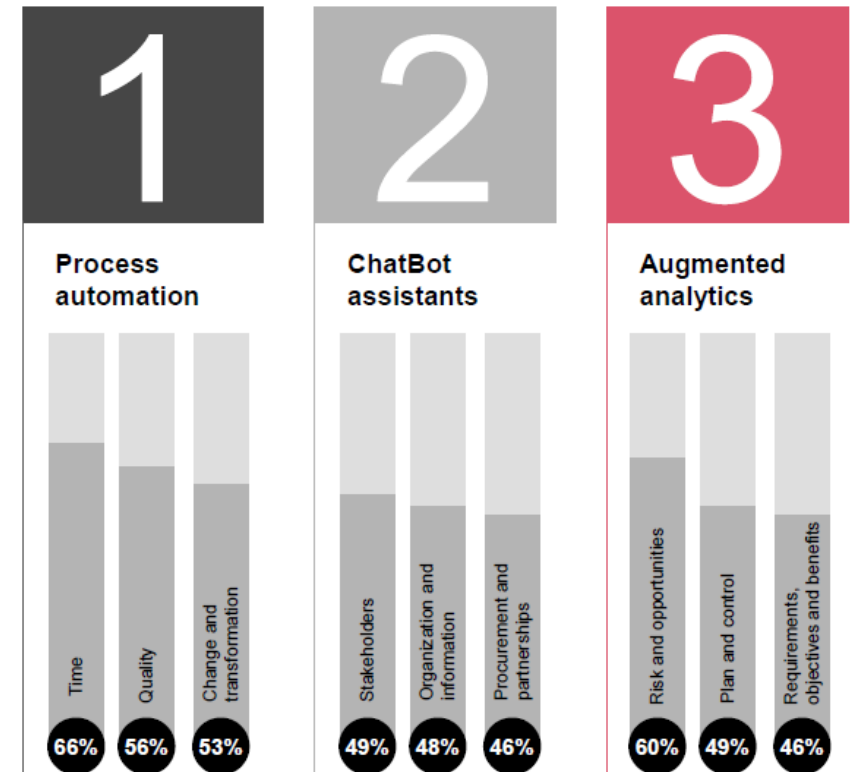 1
2
3
Process
automation
ChatBot
assistants
Augmented
analytics
Time
Quality
Change and
transformation
Stakeholders
Organization and
information
Procurement and
partnerships
Risk and opportunities
Plan and control
Requirements,
objectives and benefits
66%
56%
53%
49%
48%
46%
60%
49%
46%